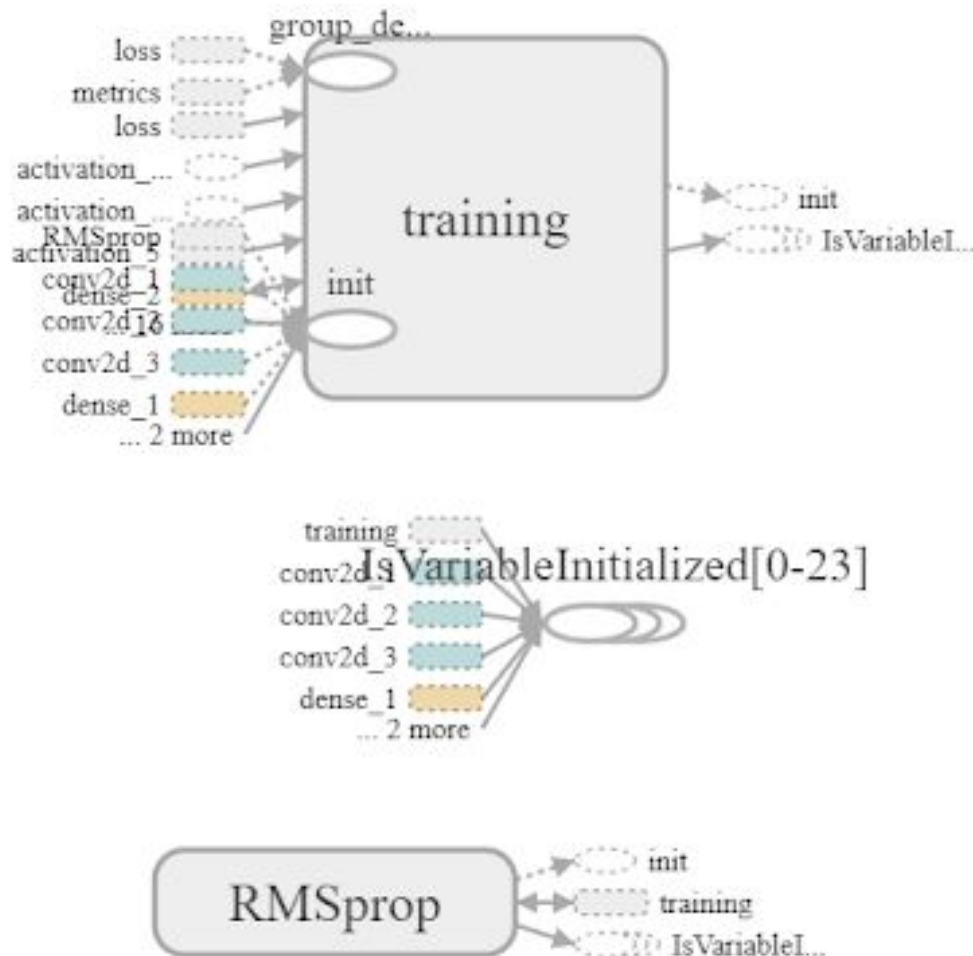 group_de...
loss
metrics
loss
activation_...
activation_...
RMSprop
activation_5
conv2d_1
dense_2
conv2d_2
conv2d_3
dense_1
... 2 more
training
init
init
IsVariableI...
training
IsVariableInitialized[0-23]
conv2d_1
conv2d_2
conv2d_3
dense_1
... 2 more
RMSprop
init
training
IsVariableI...